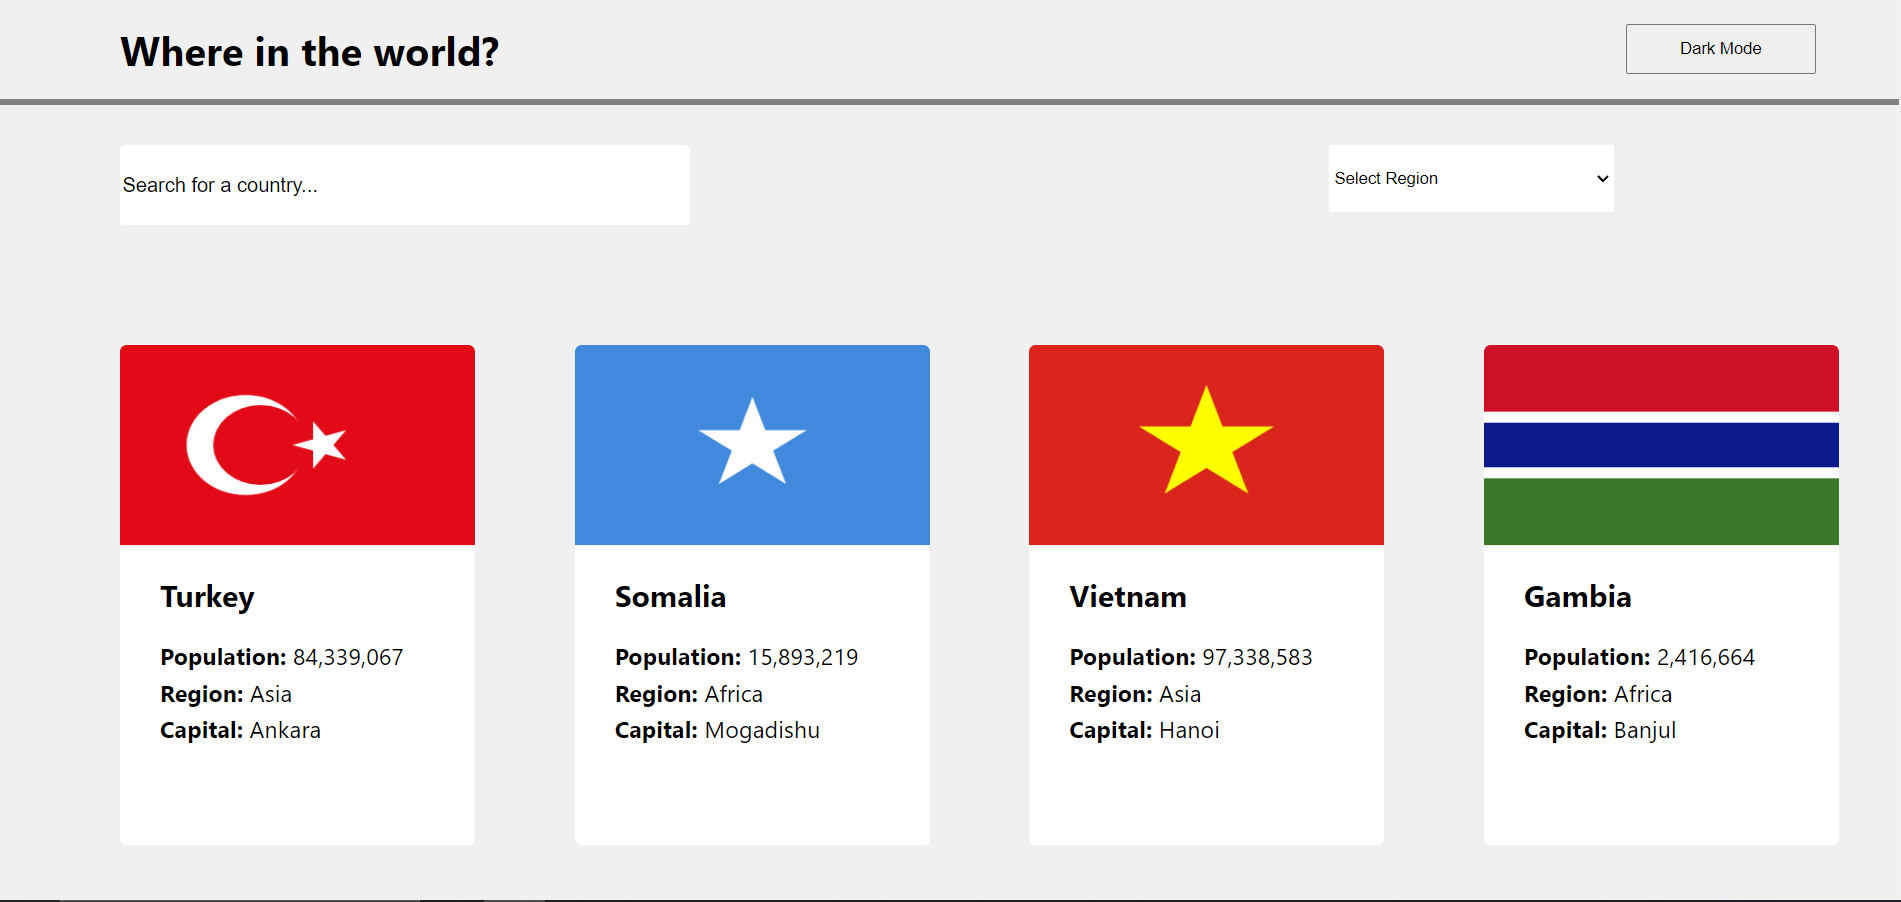 Where in the world?
Dark Mode
Search for a country...
Select Region
Turkey
Population: 84,339,067
Region: Asia
Capital: Ankara
Somalia
Population: 15,893,219
Region: Africa
Capital: Mogadishu
Vietnam
Population: 97,338,583
Region: Asia
Capital: Hanoi
Gambia
Population: 2,416,664
Region: Africa
Capital: Banjul